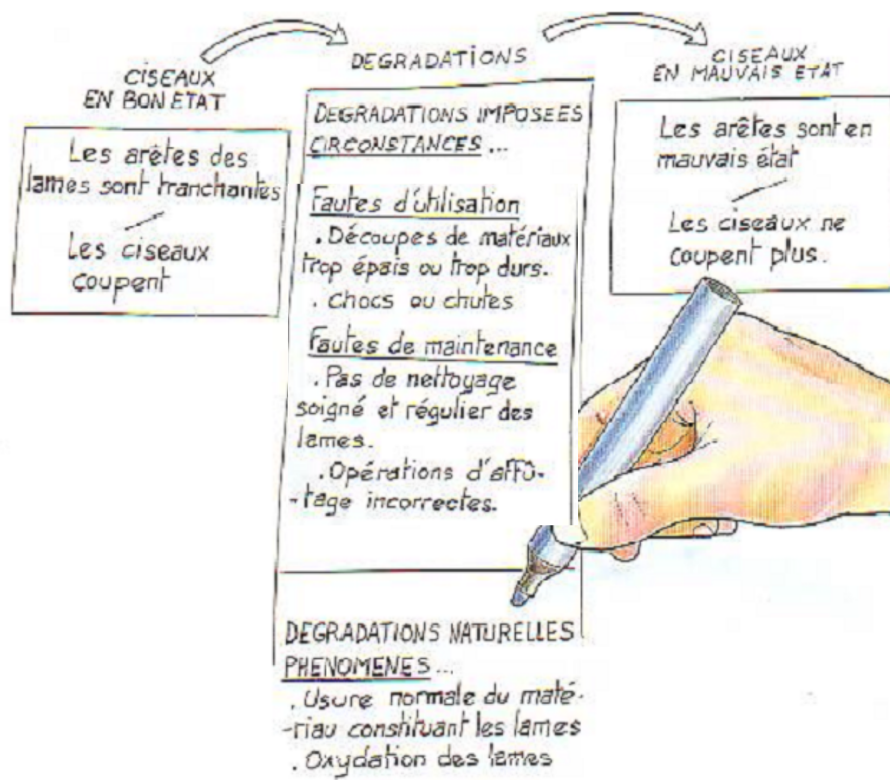 CISEAUX
EN BON ETAT
Les arêtes des
lames sont tranchantes
Les ciseaux
coupent
DEGRADATIONS
DEGRADATIONS IMPOSEES
CIRCONSTANCES ...
Fautes d'utilisation
. Découpes de matériaux
trop épais ou trop durs.
. Chocs ou chutes
Fautes de maintenance
. Pas de nettoyage
soigné et régulier des
lames.
. Opérations d'affû-
-tage incorrectes.
DEGRADATIONS NATURELLES
PHENOMENES ...
. Usure normale du maté-
-riau constituant les lames
. Oxydation des lames
CISEAUX
EN MAUVAIS ETAT
Les arêtes sont en
mauvais état
Les ciseaux ne
coupent plus.